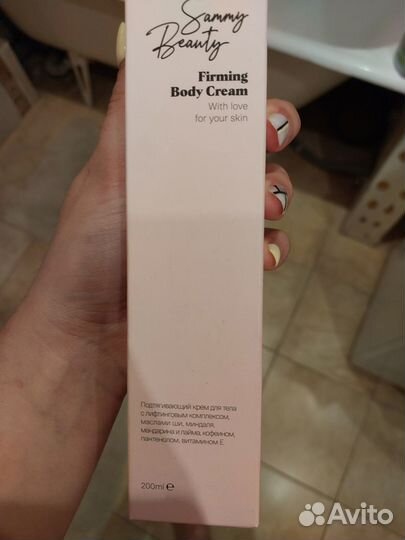 Sammy
Beauty
Firming
Body Cream
With love
for your skin
Подтягивающий крем для тела
с лифтинговым комплексом,
маслами ши, миндаля,
мандарина и лайма, кофеином,
пантенолом, витамином Е
200ml ℮
Avito